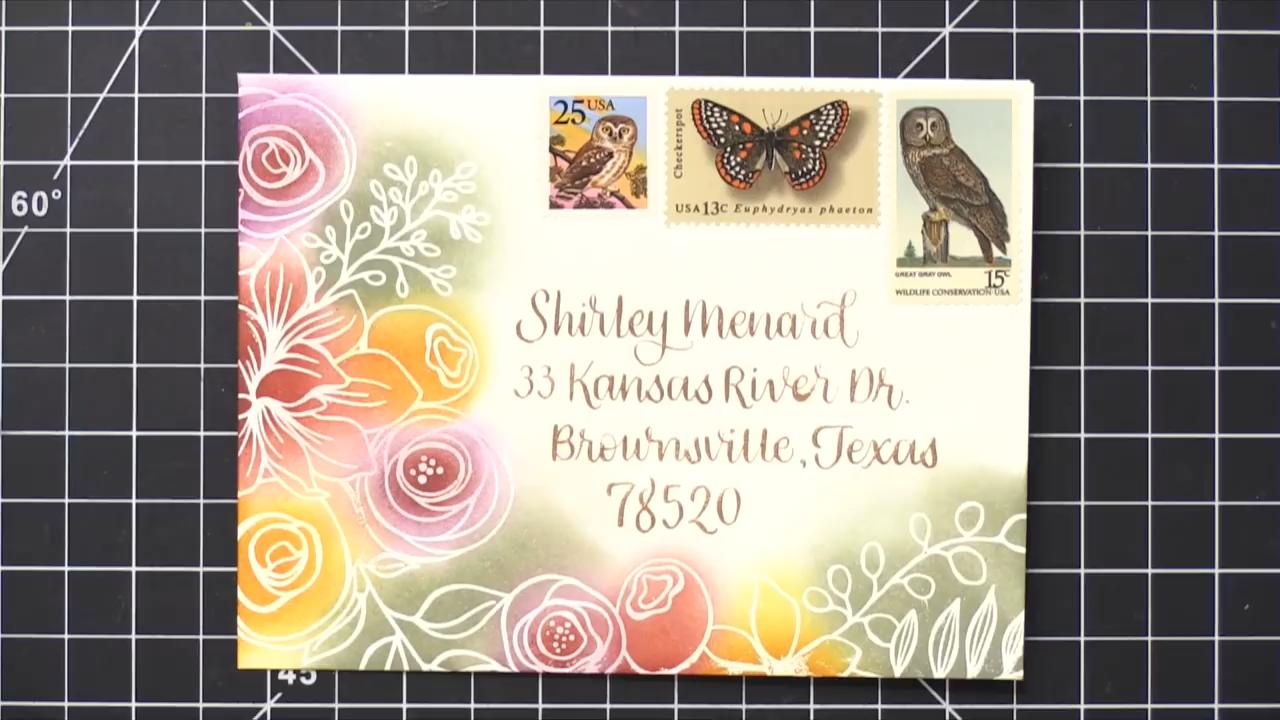 25 USA
Checkerspot
USA 13c Euphydryas phaeton
GREAT GRAY OWL
15c
WILDLIFE CONSERVATION USA
Shirley Menard
33 Kansas River Dr.
Brownsville, Texas
78520
60°
45